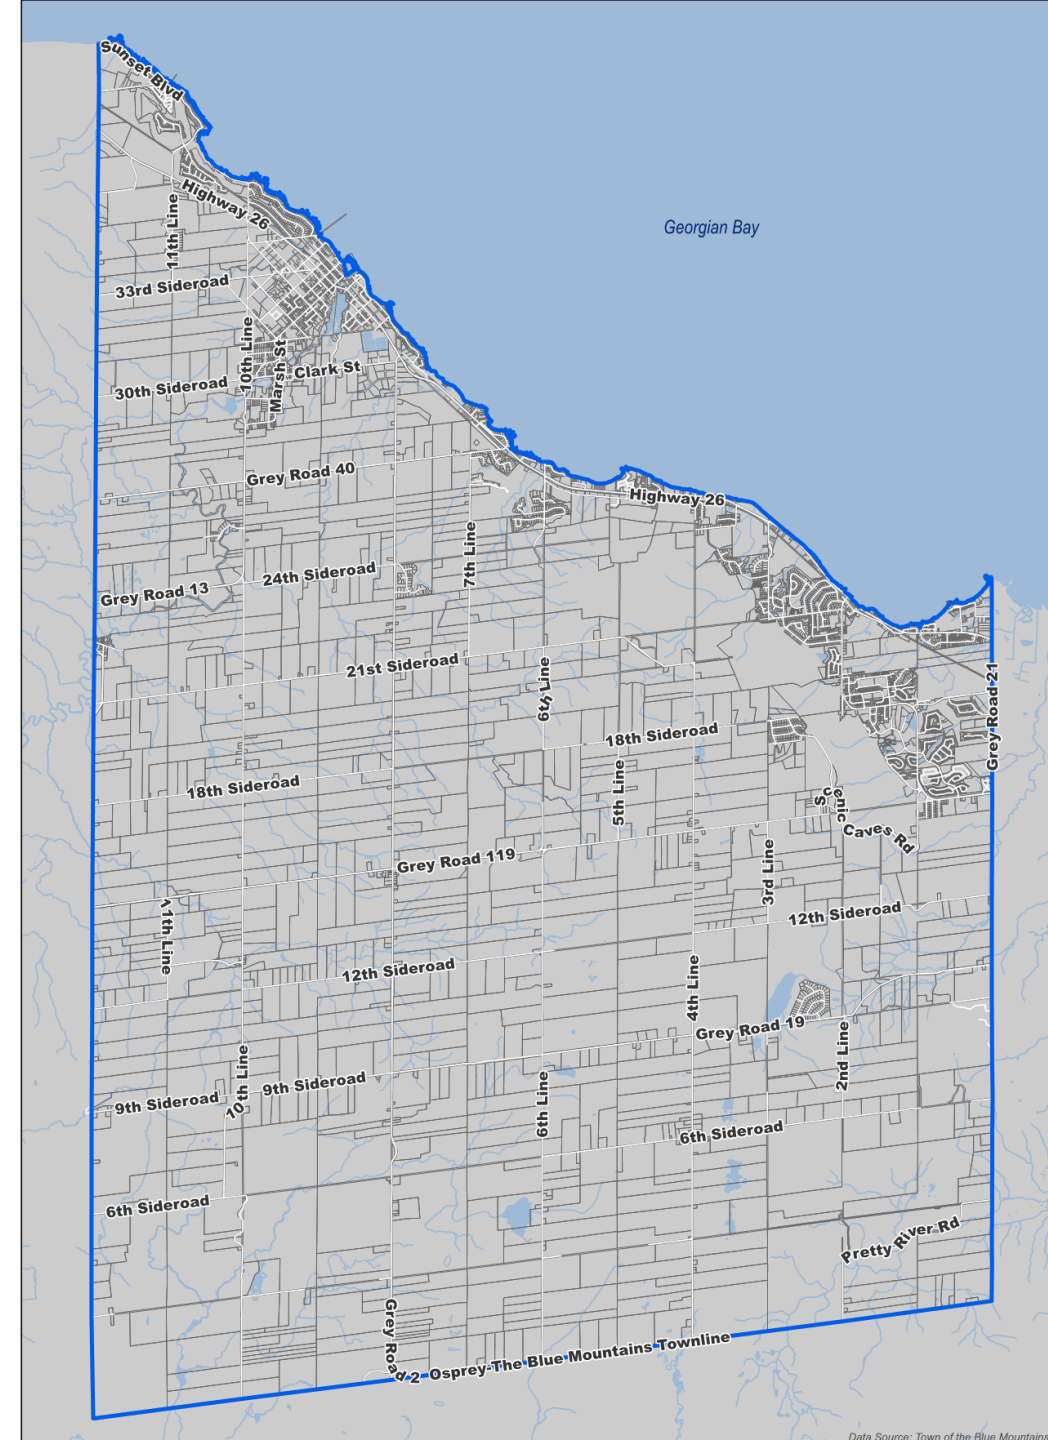 Sunset Blvd
Highway 26
11th Line
Georgian Bay
33rd Sideroad
10th Line
Marsh St
Clark St
30th Sideroad
Grey Road 40
Highway 26
7th Line
24th Sideroad
Grey Road 13
21st Sideroad
6th Line
Grey Road 21
18th Sideroad
18th Sideroad
5th Line
Scenic Caves Rd
Grey Road 119
3rd Line
12th Sideroad
11th Line
12th Sideroad
4th Line
Grey Road 19
2nd Line
10th Line
9th Sideroad
9th Sideroad
6th Line
6th Sideroad
6th Sideroad
Pretty River Rd
Grey Road 2
Osprey-The Blue Mountains Townline
Data Source: Town of the Blue Mountains